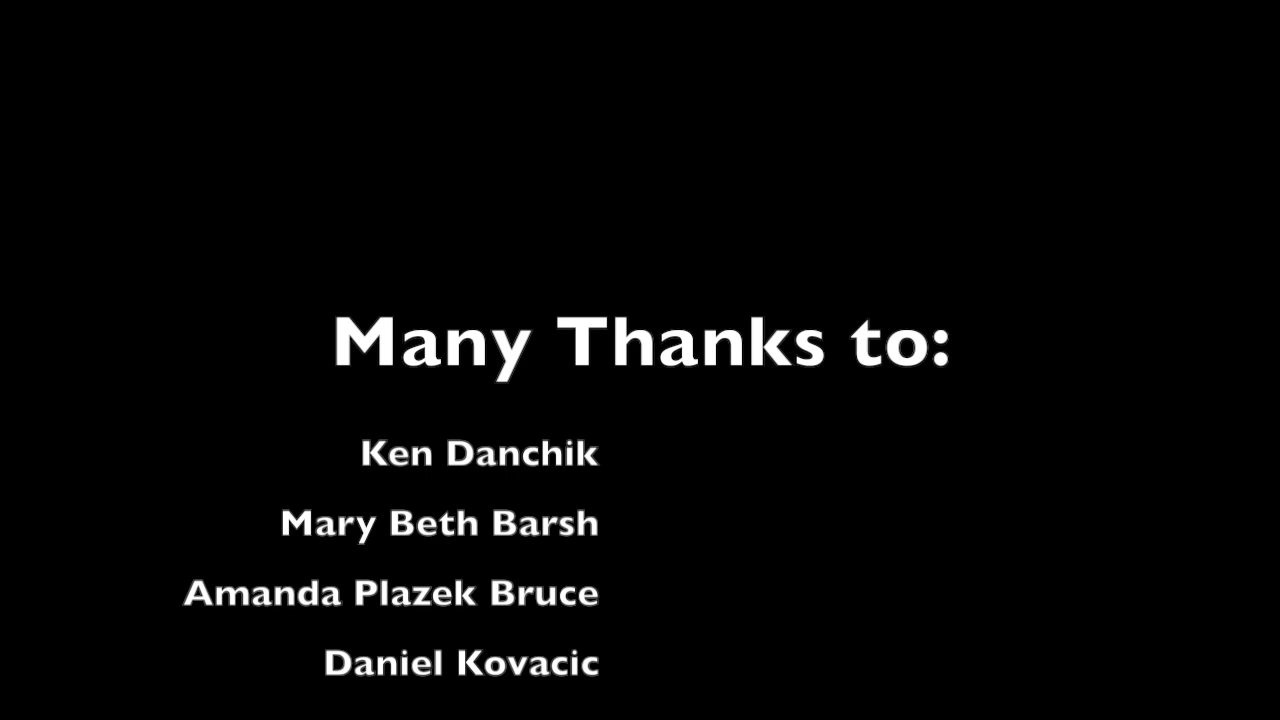 Many Thanks to:
Ken Danchik
Mary Beth Barsh
Amanda Plazek Bruce
Daniel Kovacic